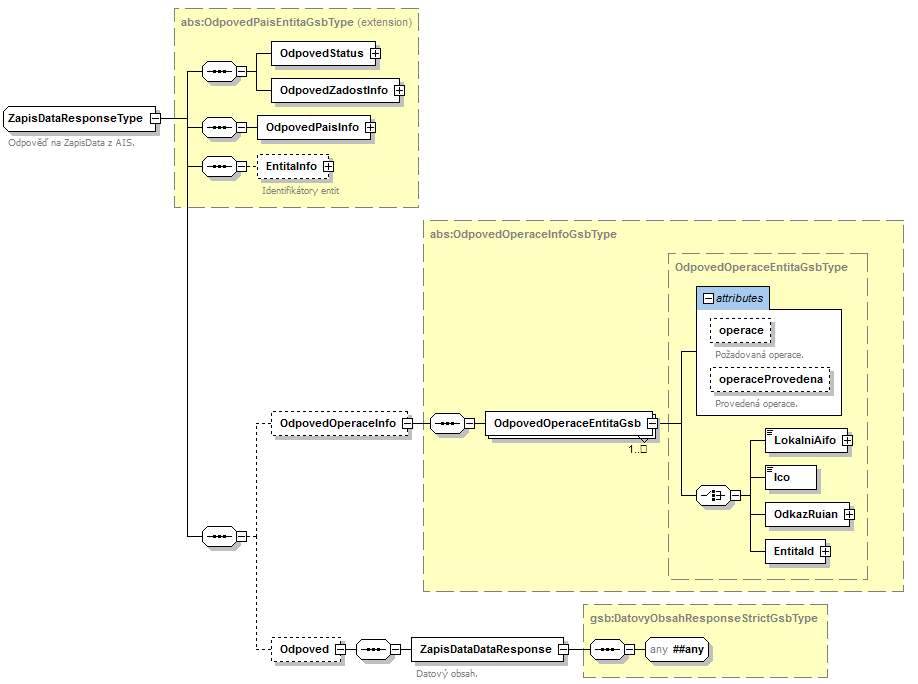 abs:OdpovedPaisEntitaGsbType (extension)
OdpovedStatus
OdpovedZadostInfo
ZapisDataResponseType
Odpověď na ZapisData z AIS.
OdpovedPaisInfo
EntitaInfo
Identifikátory entit
abs:OdpovedOperaceInfoGsbType
OdpovedOperaceEntitaGsbType
attributes
operace
Požadovaná operace.
operaceProvedena
Provedená operace.
OdpovedOperaceInfo
OdpovedOperaceEntitaGsb
1..
LokalniAifo
Ico
OdkazRuian
EntitaId
gsb:DatovyObsahResponseStrictGsbType
Odpoved
ZapisDataDataResponse
any ##any
Datový obsah.